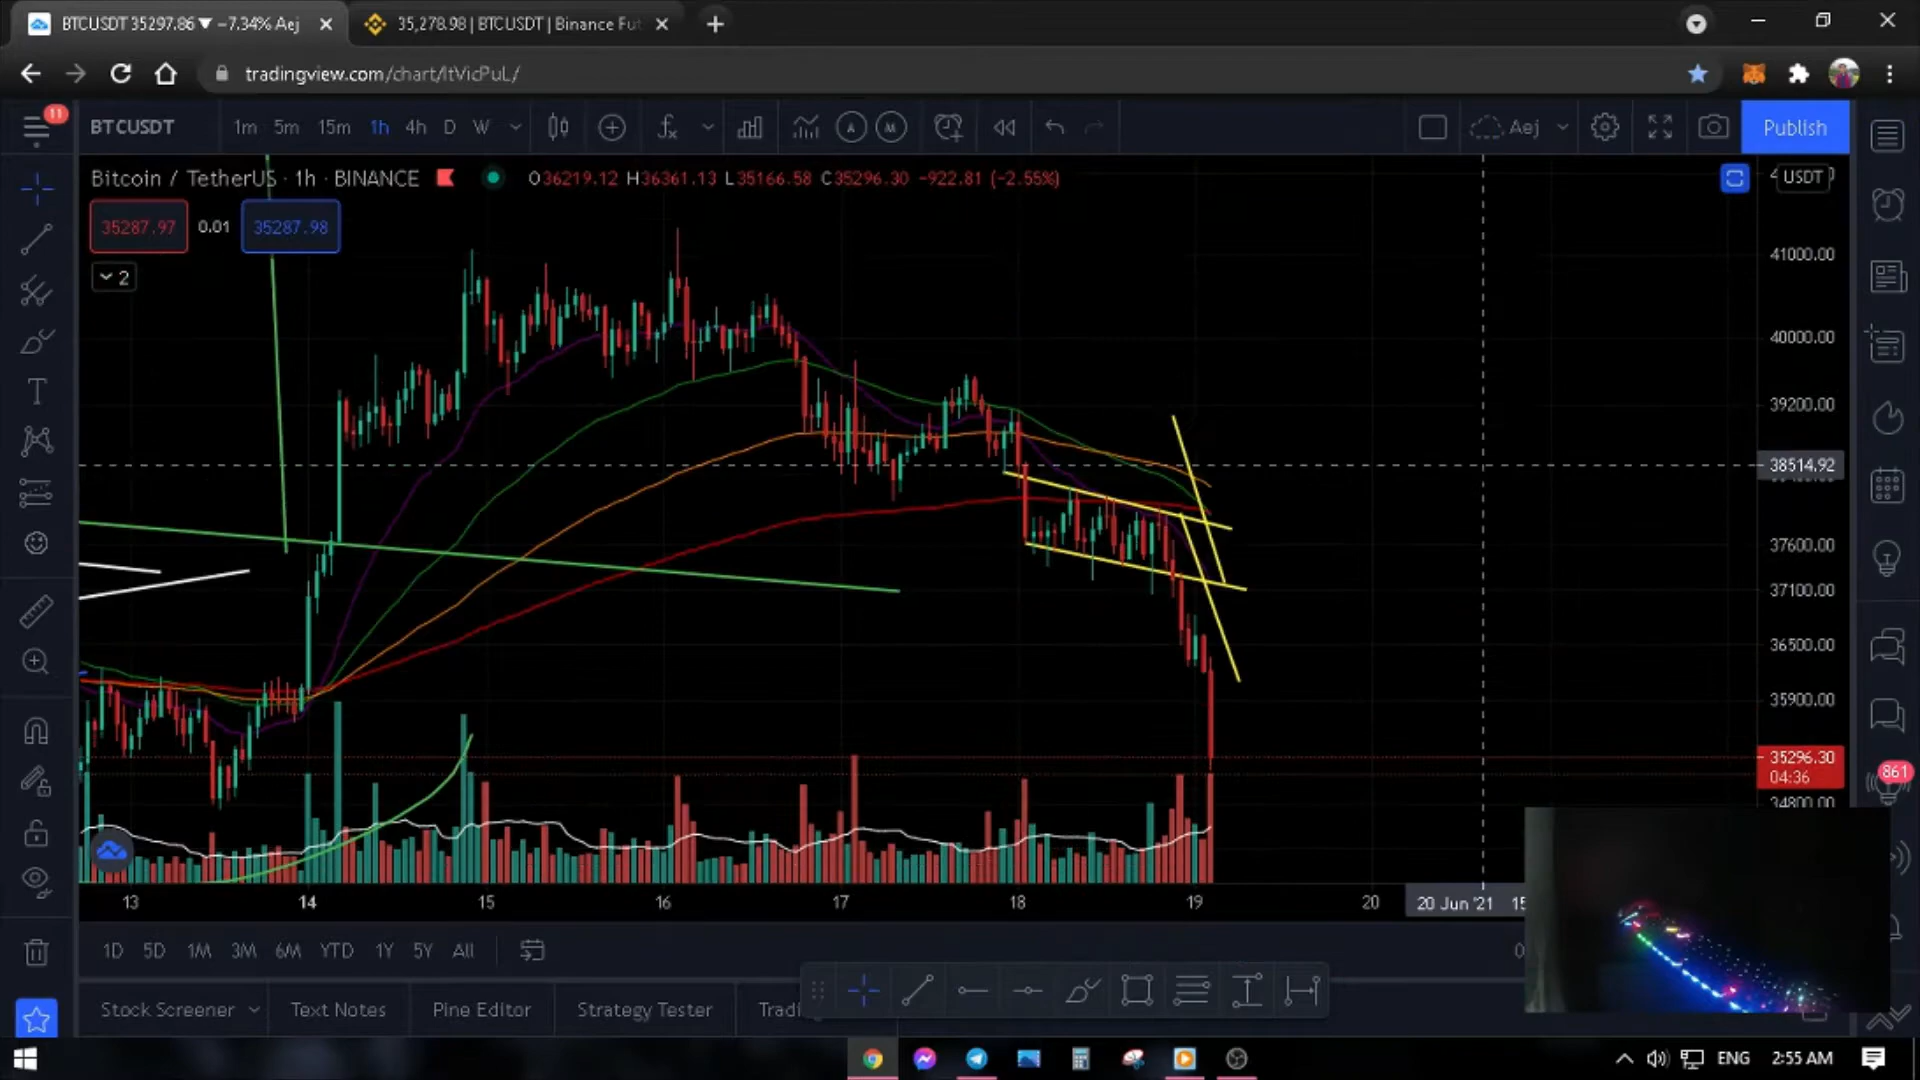 BTCUSDT 35297.86 ▼ −7.34% Aej
35,278.98 | BTCUSDT | Binance Fut
tradingview.com/chart/ItVicPuL/
11
BTCUSDT 1m 5m 15m 1h 4h D W
A M
Aej
Publish
Bitcoin / TetherUS · 1h · BINANCE O36219.12 H36361.13 L35166.58 C35296.30 −922.81 (−2.55%)
USDT
35287.97 0.01 35287.98
2
41000.00
40000.00
39200.00
38514.92
37600.00
37100.00
36500.00
35900.00
35296.30
04:36
34800.00
861
13 14 15 16 17 18 19 20 20 Jun '21 15
1D 5D 1M 3M 6M YTD 1Y 5Y All
Stock Screener Text Notes Pine Editor Strategy Tester Tradi
ENG 2:55 AM